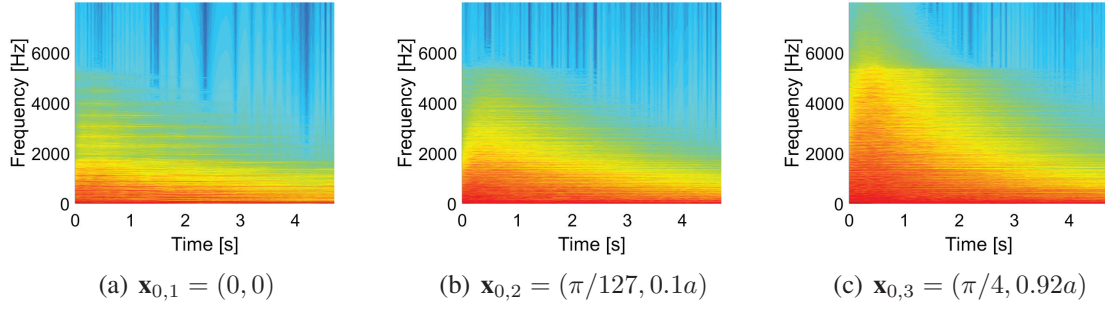 Frequency [Hz]
6000
4000
2000
0
0 1 2 3 4
Time [s]
(a) x₀,₁ = (0, 0)
Frequency [Hz]
6000
4000
2000
0
0 1 2 3 4
Time [s]
(b) x₀,₂ = (π/127, 0.1a)
Frequency [Hz]
6000
4000
2000
0
0 1 2 3 4
Time [s]
(c) x₀,₃ = (π/4, 0.92a)